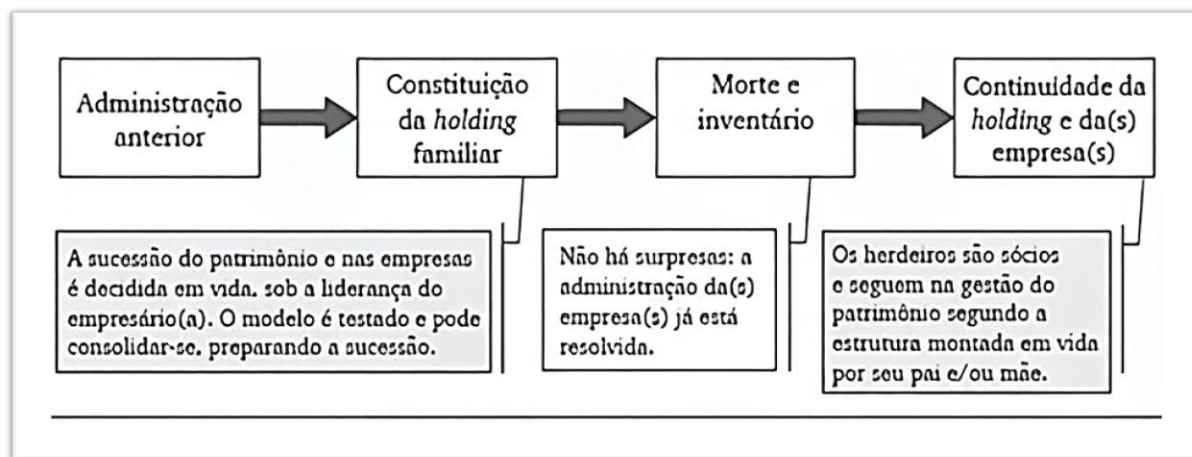 Administração
anterior
Constituição
da holding
familiar
Morte e
inventário
Continuidade da
holding e da(s)
empresa(s)
A sucessão do patrimônio e nas empresas
é decidida em vida, sob a liderança do
empresário(a). O modelo é testado e pode
consolidar-se, preparando a sucessão.
Não há surpresas: a
administração da(s)
empresa(s) já está
resolvida.
Os herdeiros são sócios
e seguem na gestão do
patrimônio segundo a
estrutura montada em vida
por seu pai e/ou mãe.